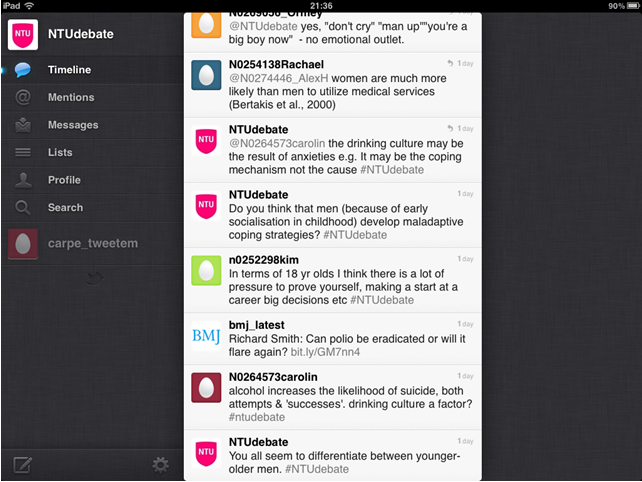 iPad 21:36 90%
NTU NTUdebate
Timeline
Mentions
Messages
Lists
Profile
Search
carpe_tweetem
@NTUdebate yes, "don't cry" "man up""you're a
big boy now" - no emotional outlet.
N0254138Rachael 1 day
@N0274446_AlexH women are much more
likely than men to utilize medical services
(Bertakis et al., 2000)
NTU
NTUdebate 1 day
@N0264573carolin the drinking culture may be
the result of anxieties e.g. It may be the coping
mechanism not the cause #NTUdebate
NTU
NTUdebate 1 day
Do you think that men (because of early
socialisation in childhood) develop maladaptive
coping strategies? #NTUdebate
n0252298kim 1 day
In terms of 18 yr olds I think there is a lot of
pressure to prove yourself, making a start at a
career big decisions etc #NTUdebate
BMJ
bmj_latest 1 day
Richard Smith: Can polio be eradicated or will it
flare again? bit.ly/GM7nn4
N0264573carolin 1 day
alcohol increases the likelihood of suicide, both
attempts & 'successes'. drinking culture a factor?
#ntudebate
NTU
NTUdebate 1 day
You all seem to differentiate between younger-
older men. #NTUdebate